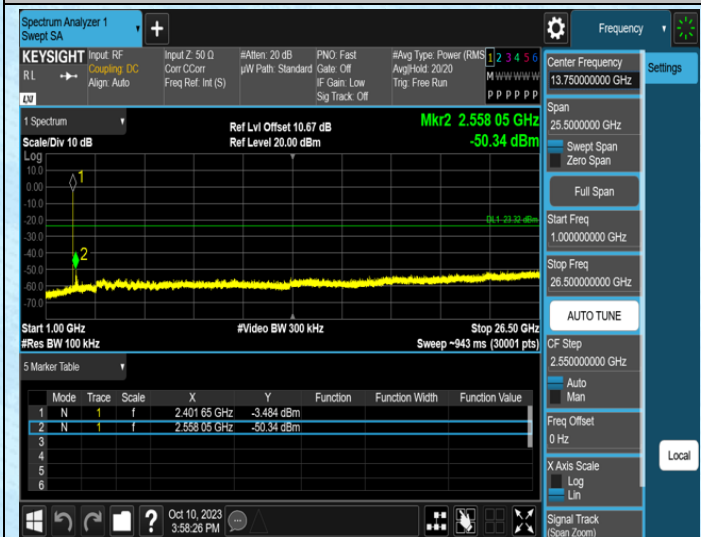 Spectrum Analyzer 1
Swept SA
Frequency
KEYSIGHT
RL
LXI
Input: RF
Coupling: DC
Align: Auto
Input Z: 50 Ω
Corr CCorr
Freq Ref: Int (S)
#Atten: 20 dB
µW Path: Standard
PNO: Fast
Gate: Off
IF Gain: Low
Sig Track: Off
#Avg Type: Power (RMS
Avg|Hold: 20/20
Trig: Free Run
1 2 3 4 5 6
M W W W W W
P P P P P P
Center Frequency
13.750000000 GHz
Settings
1 Spectrum
Scale/Div 10 dB
Ref Lvl Offset 10.67 dB
Ref Level 20.00 dBm
Mkr2 2.558 05 GHz
-50.34 dBm
Log
10.0
0.00
-10.0
-20.0
-30.0
-40.0
-50.0
-60.0
-70.0
1
2
DL1 -23.32 dBm
Start 1.00 GHz
#Res BW 100 kHz
#Video BW 300 kHz
Stop 26.50 GHz
Sweep ~943 ms (30001 pts)
Span
25.5000000 GHz
Swept Span
Zero Span
Full Span
Start Freq
1.000000000 GHz
Stop Freq
26.500000000 GHz
AUTO TUNE
CF Step
2.550000000 GHz
Auto
Man
Freq Offset
0 Hz
X Axis Scale
Log
Lin
Signal Track
(Span Zoom)
Local
5 Marker Table
Mode Trace Scale X Y Function Function Width Function Value
1 N 1 f 2.401 65 GHz -3.484 dBm
2 N 1 f 2.558 05 GHz -50.34 dBm
3
4
5
6
Oct 10, 2023
3:58:26 PM